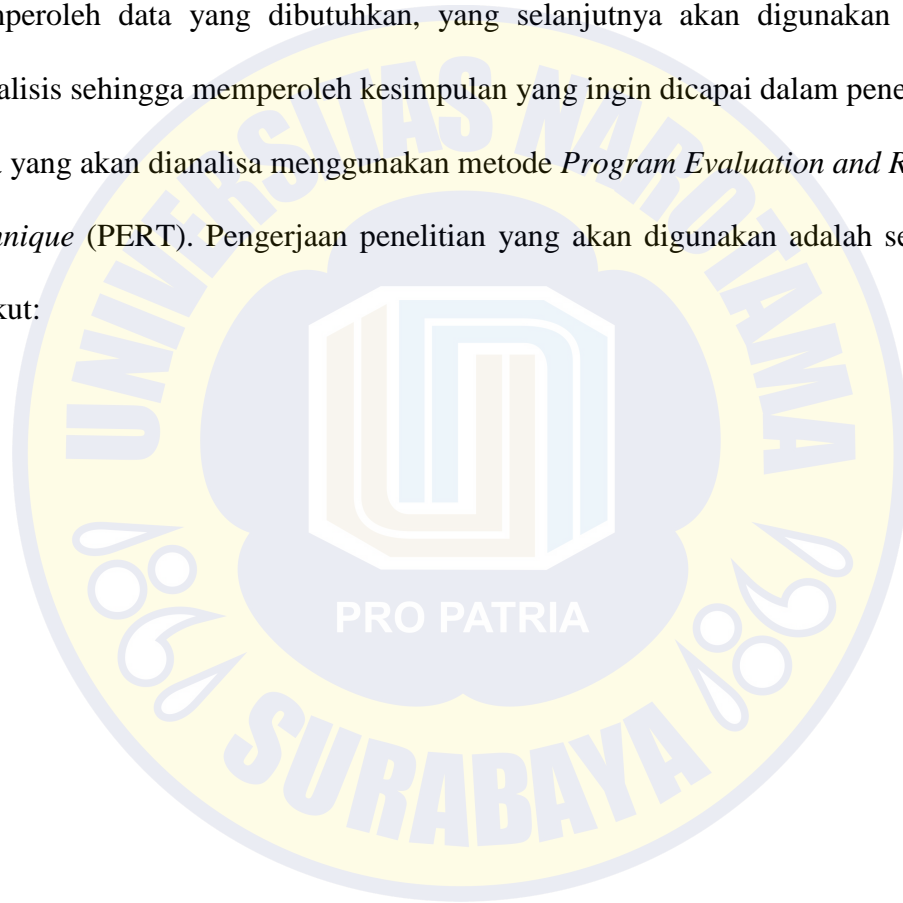 mperoleh data yang dibutuhkan, yang selanjutnya akan digunakan
alisis sehingga memperoleh kesimpulan yang ingin dicapai dalam pene
yang akan dianalisa menggunakan metode Program Evaluation and R
nique (PERT). Pengerjaan penelitian yang akan digunakan adalah se
kut:
UNIVERSITAS NAROTAMA
PRO PATRIA
SURABAYA